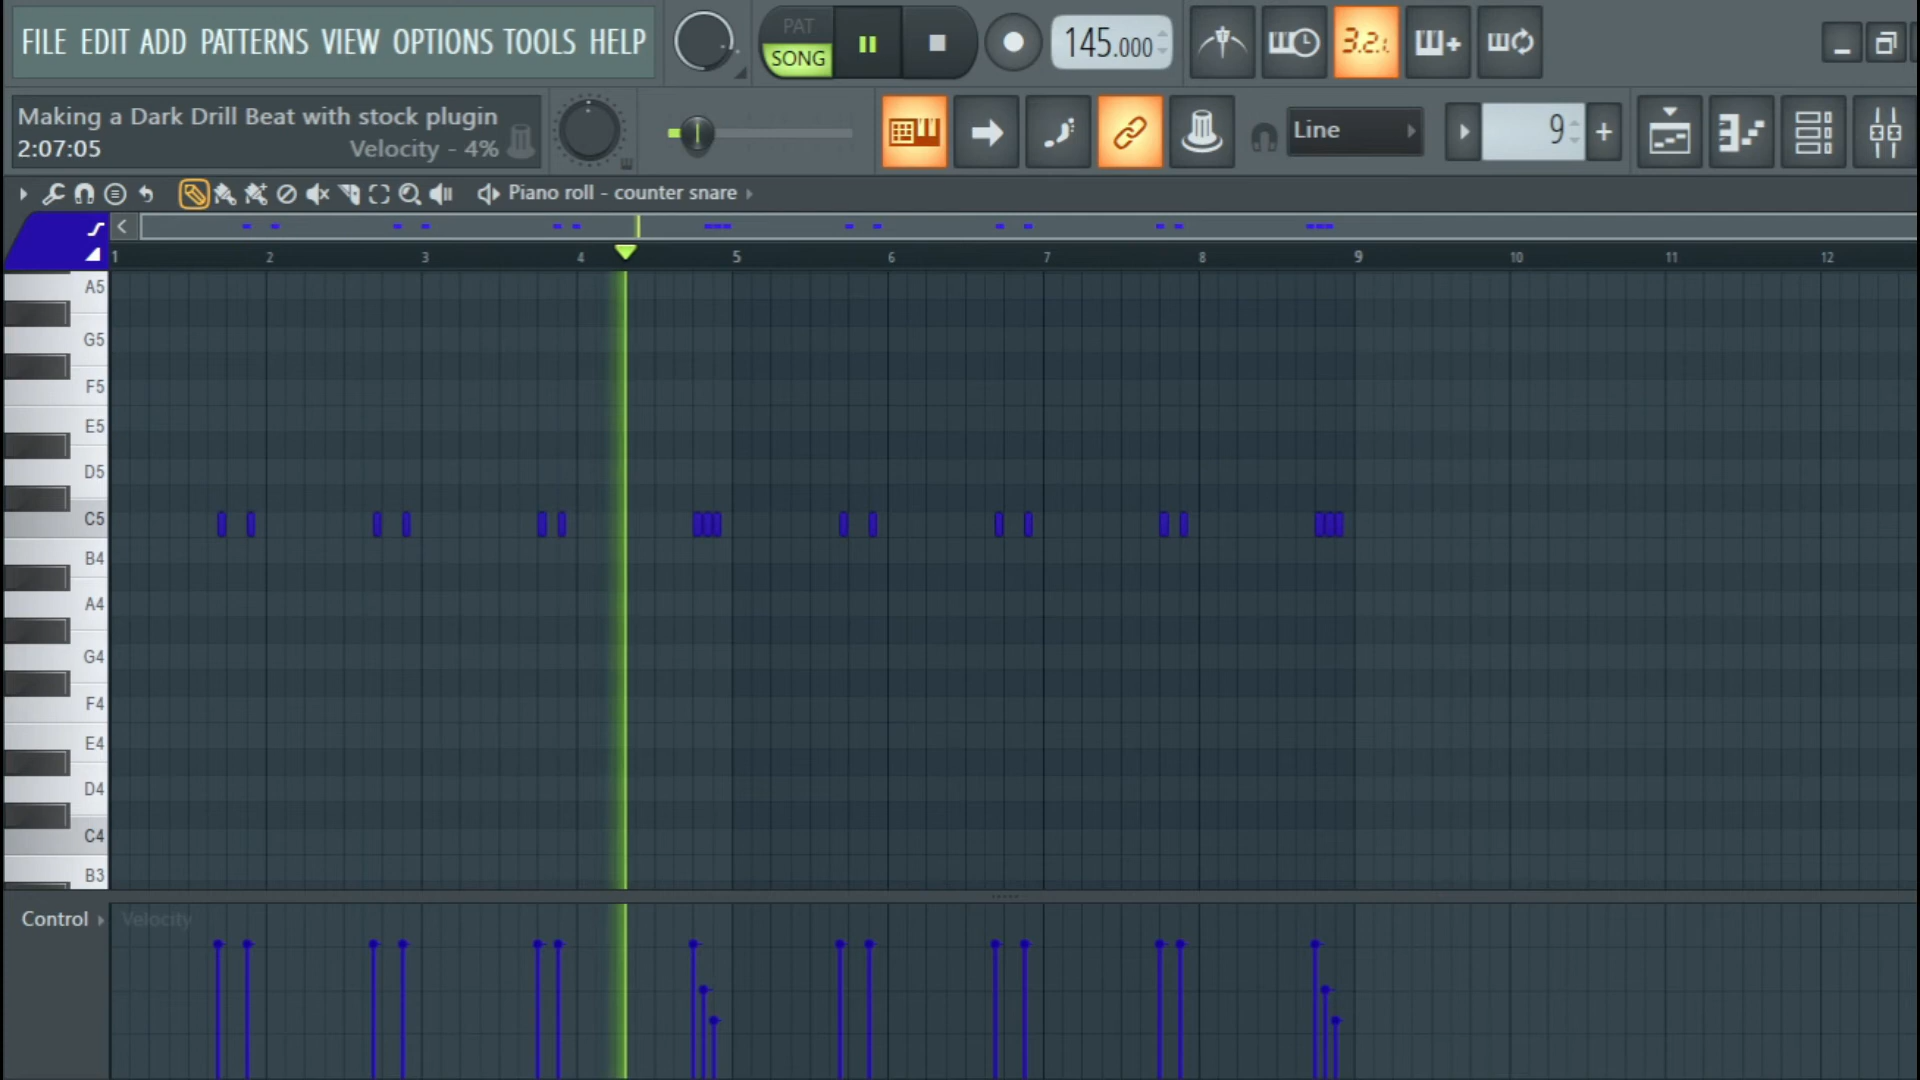 FILE EDIT ADD PATTERNS VIEW OPTIONS TOOLS HELP
PAT
SONG
145.000
3.2.
Making a Dark Drill Beat with stock plugin
2:07:05 Velocity - 4%
Line
9
Piano roll - counter snare
1 2 3 4 5 6 7 8 9 10 11 12
A5
G5
F5
E5
D5
C5
B4
A4
G4
F4
E4
D4
C4
B3
Control Velocity